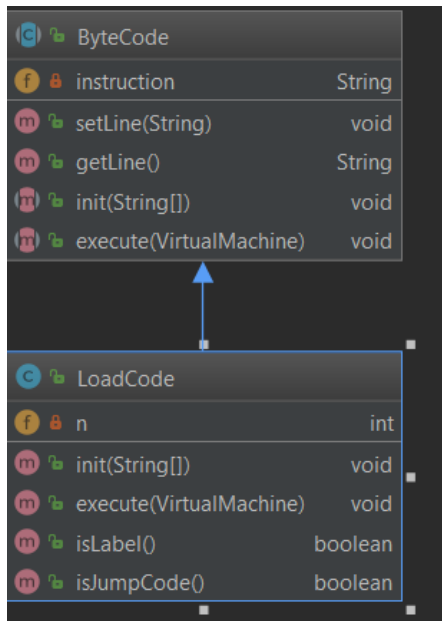 ByteCode
instruction String
setLine(String) void
getLine() String
init(String[]) void
execute(VirtualMachine) void
LoadCode
n int
init(String[]) void
execute(VirtualMachine) void
isLabel() boolean
isJumpCode() boolean